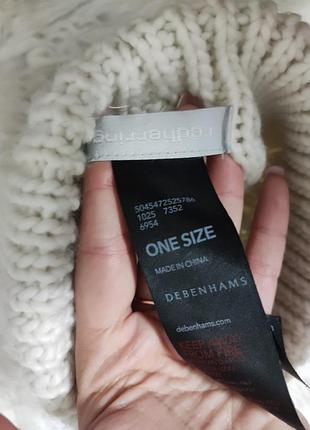 redherring
5045472525786
1025 7352
6954
ONE SIZE
MADE IN CHINA
DEBENHAMS
debenhams.com
KEEP AWAY
FROM FIRE